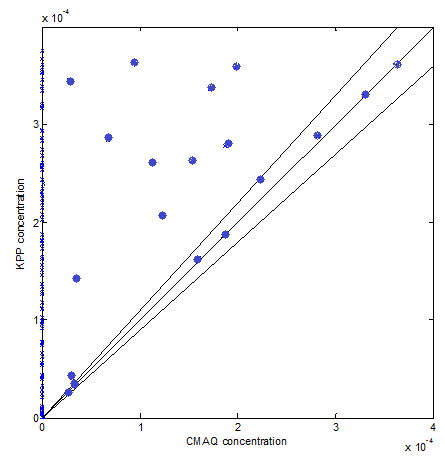 x 10⁻⁴
3
2
1
0
0 1 2 3 4
KPP concentration
CMAQ concentration
x 10⁻⁴